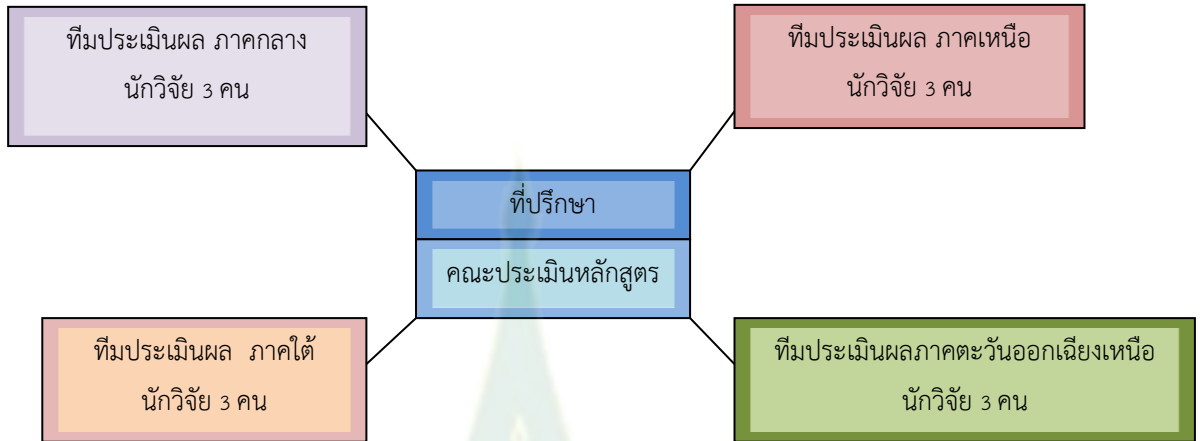 ทีมประเมินผล ภาคกลาง
นักวิจัย 3 คน
ทีมประเมินผล ภาคเหนือ
นักวิจัย 3 คน
ที่ปรึกษา
คณะประเมินหลักสูตร
ทีมประเมินผล ภาคใต้
นักวิจัย 3 คน
ทีมประเมินผลภาคตะวันออกเฉียงเหนือ
นักวิจัย 3 คน